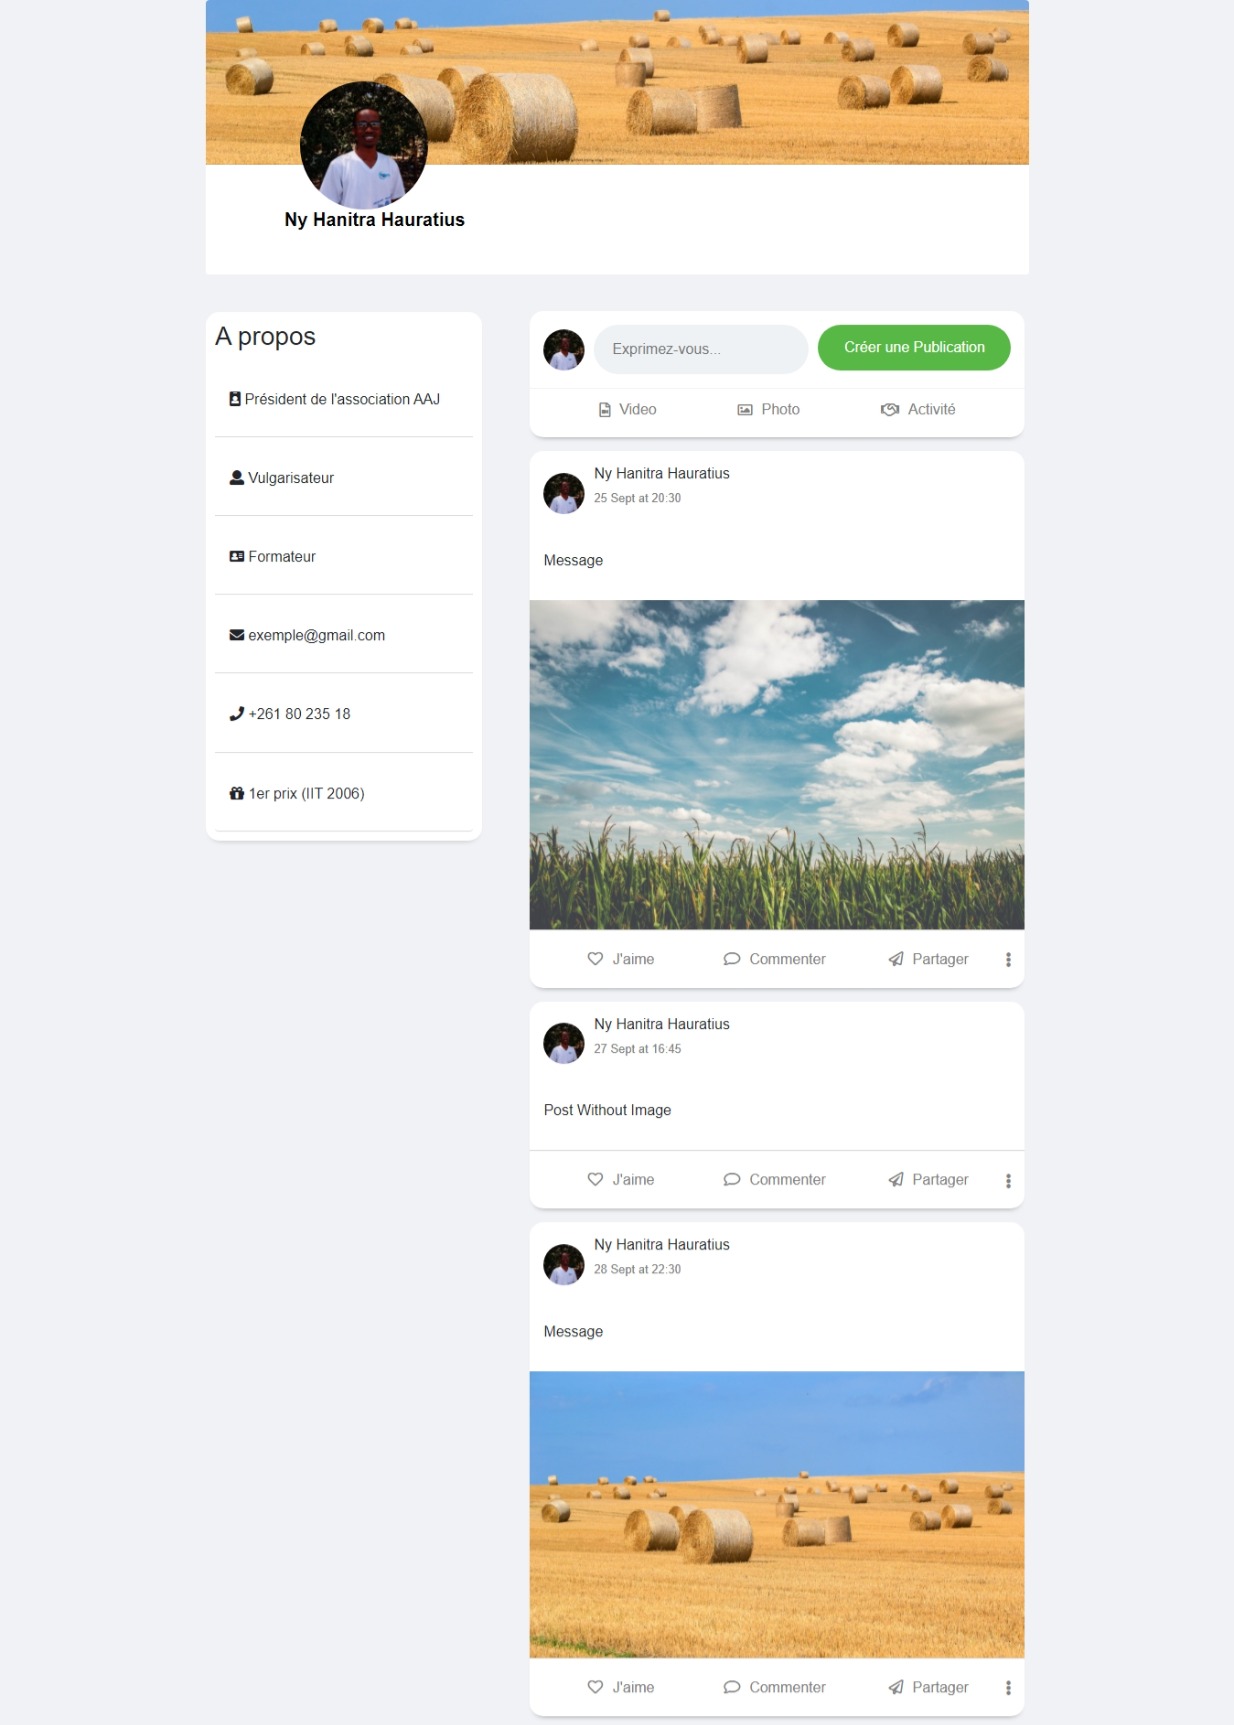 Ny Hanitra Hauratius
A propos
Président de l'association AAJ
Vulgarisateur
Formateur
exemple@gmail.com
+261 80 235 18
1er prix (IIT 2006)
Exprimez-vous...
Créer une Publication
Video
Photo
Activité
Ny Hanitra Hauratius
25 Sept at 20:30
Message
J'aime
Commenter
Partager
Ny Hanitra Hauratius
27 Sept at 16:45
Post Without Image
J'aime
Commenter
Partager
Ny Hanitra Hauratius
28 Sept at 22:30
Message
J'aime
Commenter
Partager